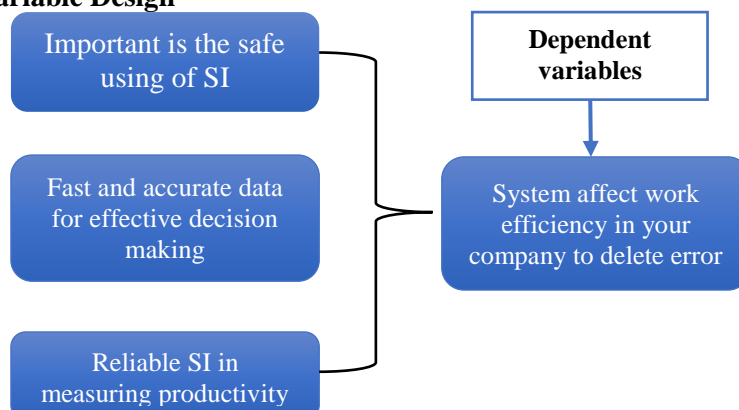 Design
Important is the safe
using of SI
Fast and accurate data
for effective decision
making
Reliable SI in
measuring productivity
Dependent
variables
System affect work
efficiency in your
company to delete error